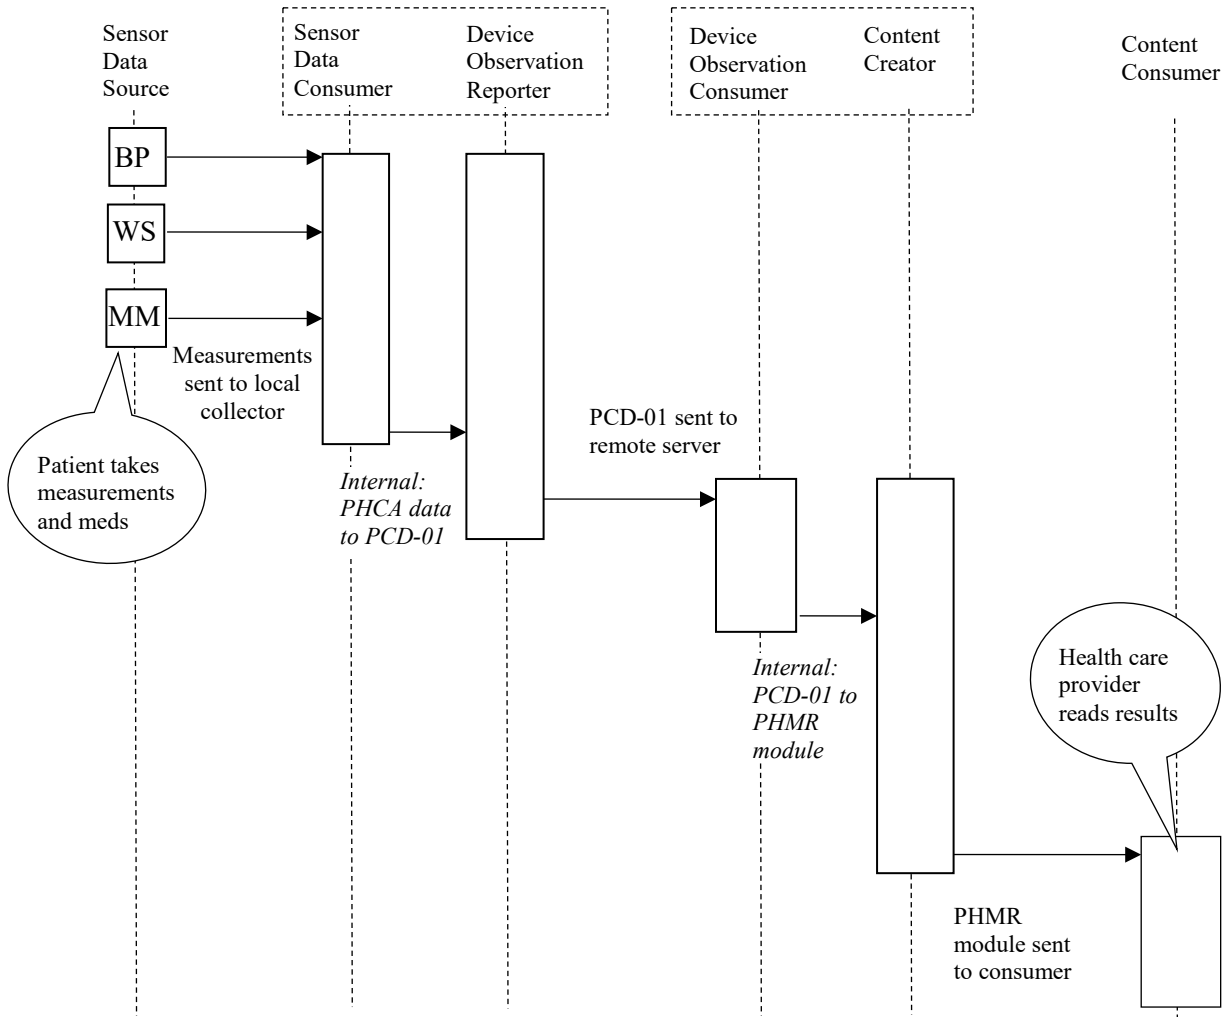 Sensor
Data
Source
Sensor
Data
Consumer
Device
Observation
Reporter
Device
Observation
Consumer
Content
Creator
Content
Consumer
BP
WS
MM
Measurements
sent to local
collector
Patient takes
measurements
and meds
Internal:
PHCA data
to PCD-01
PCD-01 sent to
remote server
Internal:
PCD-01 to
PHMR
module
Health care
provider
reads results
PHMR
module sent
to consumer